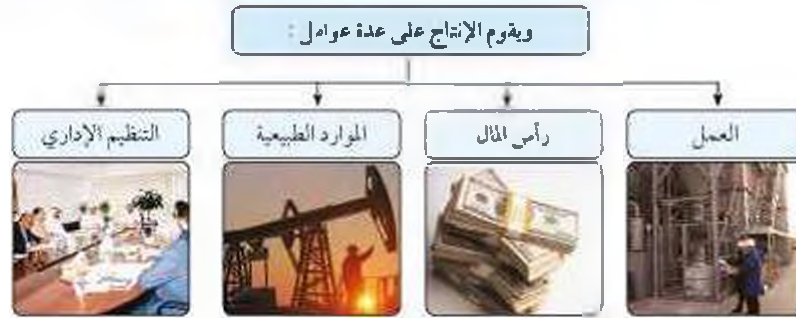 ويقوم الإنتاج على عدة عوامل :
العمل
رأس المال
الموارد الطبيعية
التنظيم الإداري